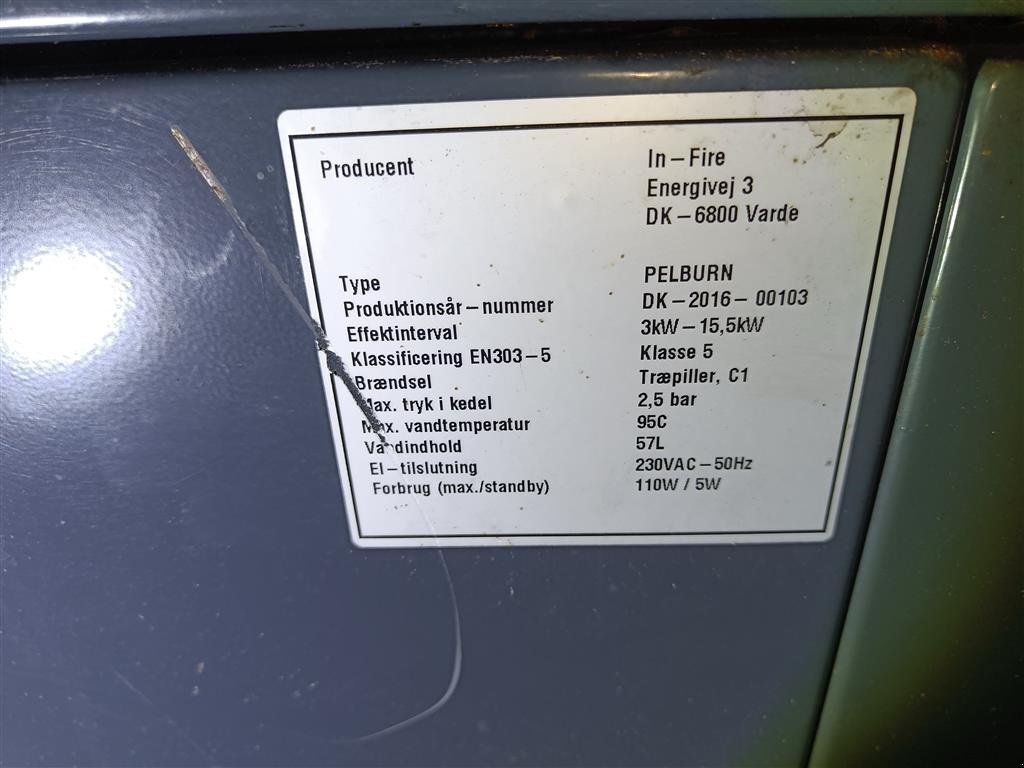 Producent In–Fire
Energivej 3
DK–6800 Varde
Type PELBURN
Produktionsår–nummer DK–2016–00103
Effektinterval 3kW–15,5kW
Klassificering EN303–5 Klasse 5
Brændsel Træpiller, C1
Max. tryk i kedel 2,5 bar
Max. vandtemperatur 95C
Vandindhold 57L
El–tilslutning 230VAC–50Hz
Forbrug (max./standby) 110W / 5W